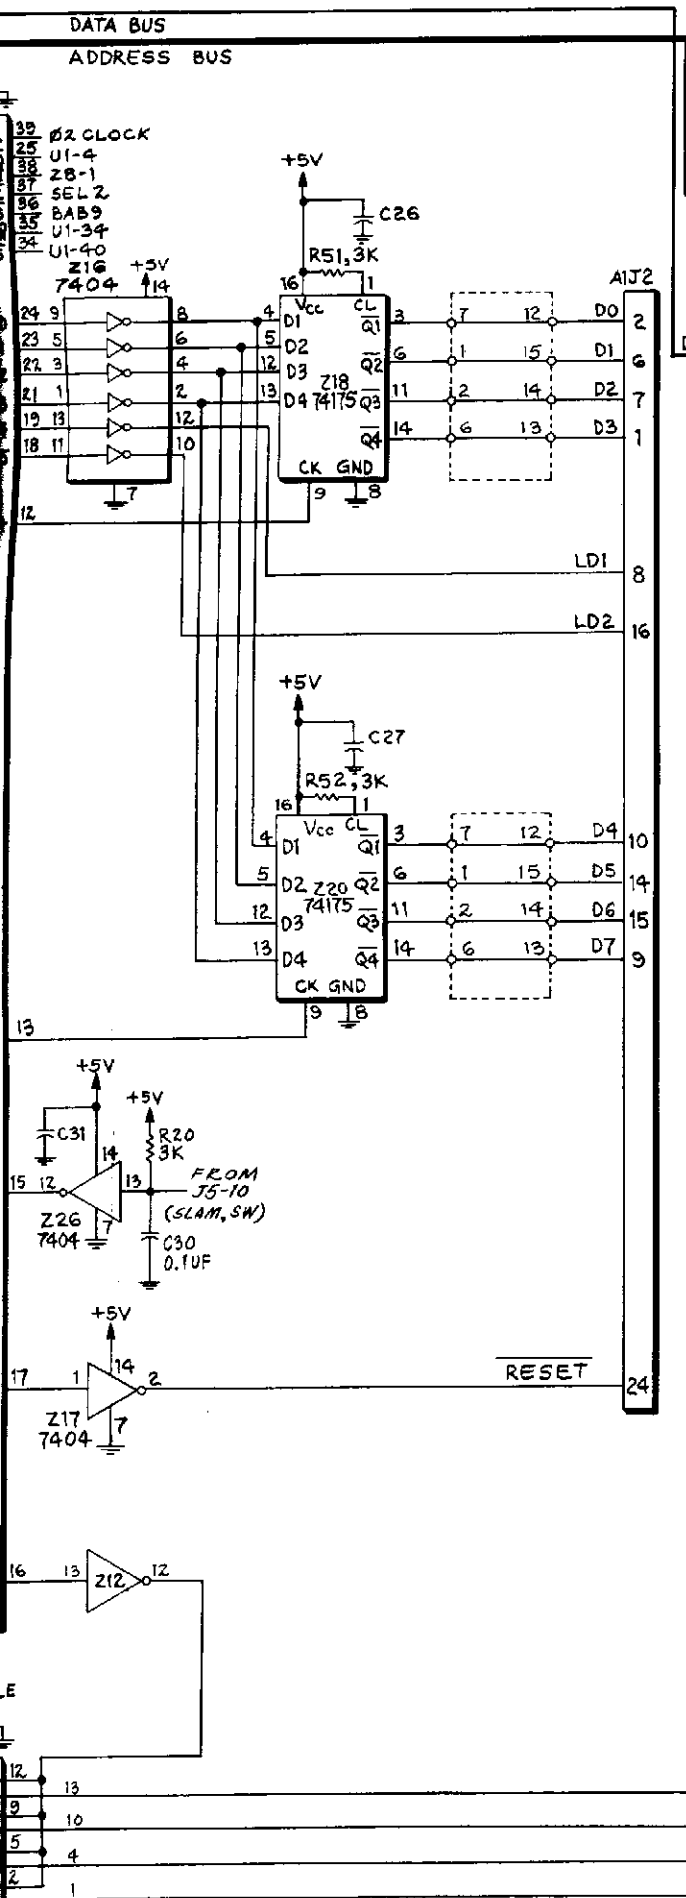 DATA BUS
ADDRESS BUS
39 Ø2 CLOCK
25 U1-4
38 Z8-1
37 SEL 2
36 BAB9
35 U1-34
34 U1-40
Z16
7404
+5V
14
24 9 8
23 5 6
22 3 4
21 1 2
19 13 12
18 11 10
7
12
+5V
C26
R51, 3K
16 1
VCC CL
4 D1 Q1 3
5 D2 Q2 6
12 D3 Q3 11
13 D4 Q4 14
Z18
74175
CK GND
9 8
7 12 D0 2
1 15 D1 6
2 14 D2 7
6 13 D3 1
A1J2
LD1 8
LD2 16
+5V
C27
R52, 3K
16 1
VCC CL
4 D1 Q1 3
5 D2 Q2 6
12 D3 Q3 11
13 D4 Q4 14
Z20
74175
CK GND
9 8
7 12 D4 10
1 15 D5 14
2 14 D6 15
6 13 D7 9
13
+5V
C31
14
+5V
R20
3K
15 12 13
FROM
J5-10
(SLAM, SW)
Z26
7404
7
C30
0.1UF
+5V
14
17 1 2
RESET 24
Z17
7404
7
16 13 Z12 12
LE
12
13
9
10
5
4
2
1